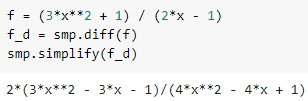 f = (3*x**2 + 1) / (2*x - 1)
f_d = smp.diff(f)
smp.simplify(f_d)
2*(3*x**2 - 3*x - 1)/(4*x**2 - 4*x + 1)